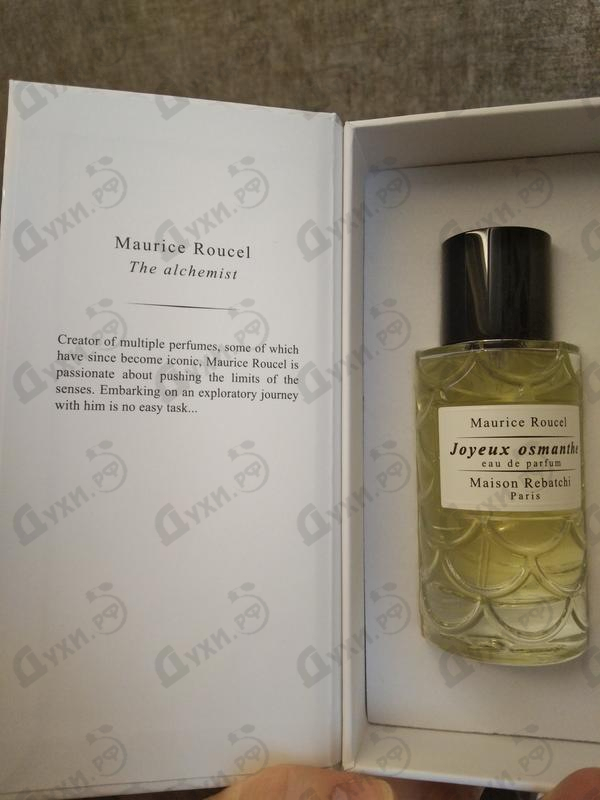 Maurice Roucel
The alchemist
Creator of multiple perfumes, some of which
have since become iconic, Maurice Roucel is
passionate about pushing the limits of the
senses. Embarking on an exploratory journey
with him is no easy task...
Maurice Roucel
Joyeux osmanthe
eau de parfum
Maison Rebatchi
Paris
Духи.рф